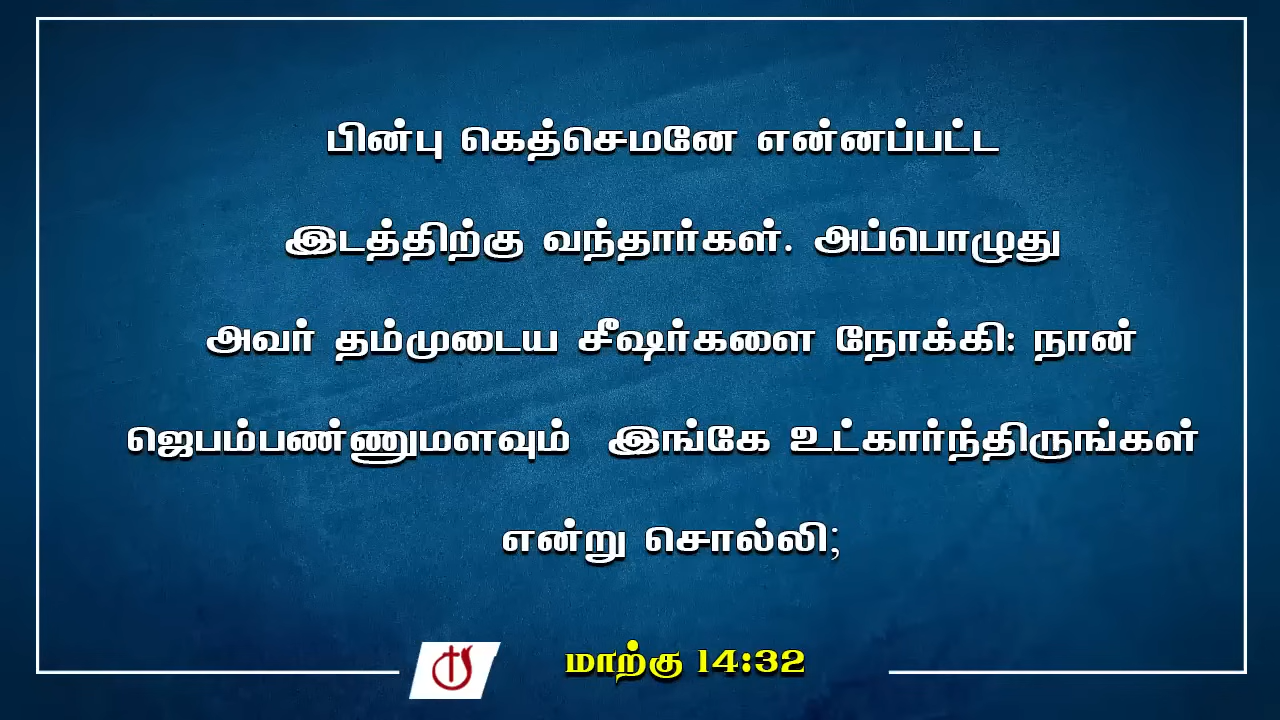 பின்பு கெத்செமனே என்னப்பட்ட
இடத்திற்கு வந்தார்கள். அப்பொழுது
அவர் தம்முடைய சீஷர்களை நோக்கி: நான்
ஜெபம்பண்ணுமளவும் இங்கே உட்கார்ந்திருங்கள்
என்று சொல்லி;
மாற்கு 14:32